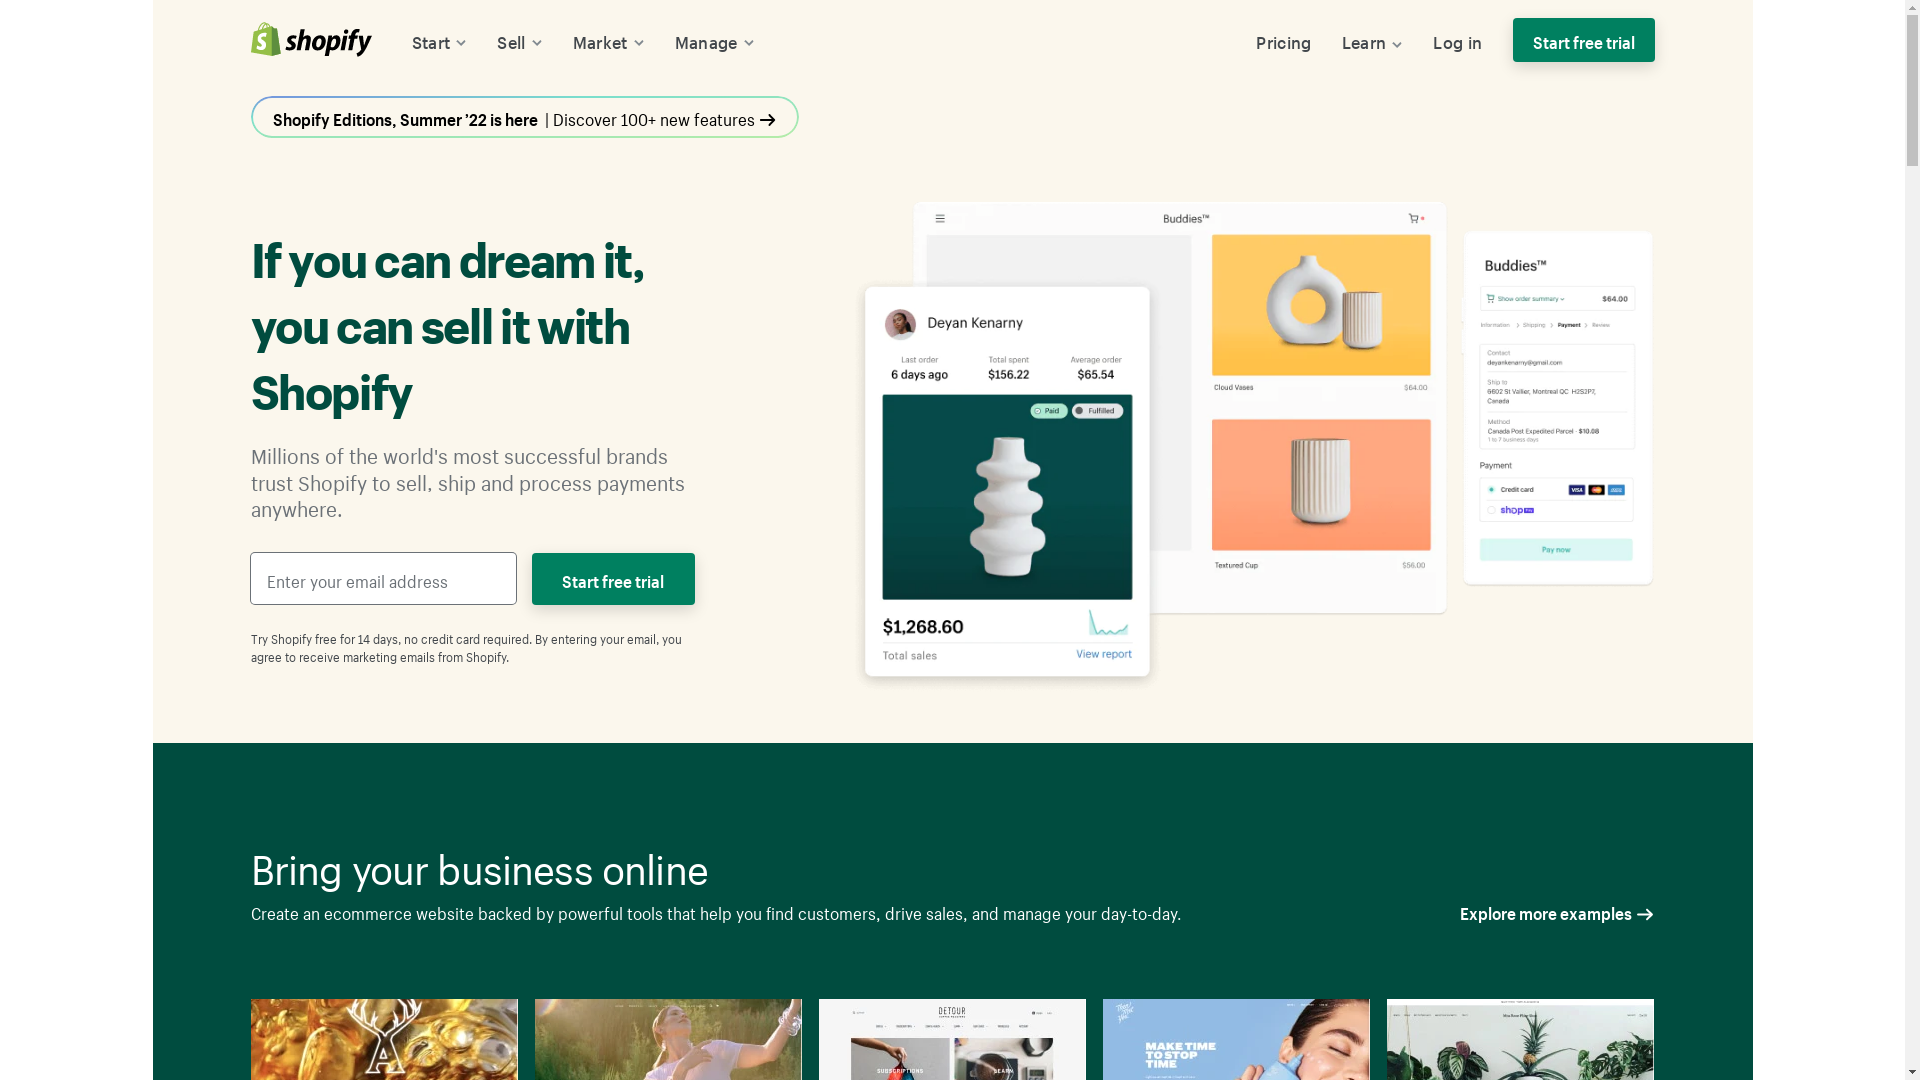 shopify
Start
Sell
Market
Manage
Pricing
Learn
Log in
Start free trial
Shopify Editions, Summer ’22 is here | Discover 100+ new features →
If you can dream it,
you can sell it with
Shopify
Millions of the world's most successful brands
trust Shopify to sell, ship and process payments
anywhere.
Enter your email address
Start free trial
Try Shopify free for 14 days, no credit card required. By entering your email, you
agree to receive marketing emails from Shopify.
Buddies™
Deyan Kenarny
Last order
Total spent
Average order
6 days ago
$156.22
$65.54
Paid
Fulfilled
$1,268.60
Total sales
View report
Cloud Vases
$64.00
Textured Cup
$56.00
Buddies™
Show order summary
$64.00
Information
Shipping
Payment
Review
Contact
deyankenarny@gmail.com
Ship to
6602 St Vallier, Montreal QC H2S2P7,
Canada
Method
Canada Post Expedited Parcel · $10.08
1 to 7 business days
Payment
Credit card
VISA
shop Pay
Pay now
Bring your business online
Create an ecommerce website backed by powerful tools that help you find customers, drive sales, and manage your day-to-day.
Explore more examples →
A
DETOUR
SUBSCRIPTIONS
LEARN
MAKE TIME
TO STOP
TIME